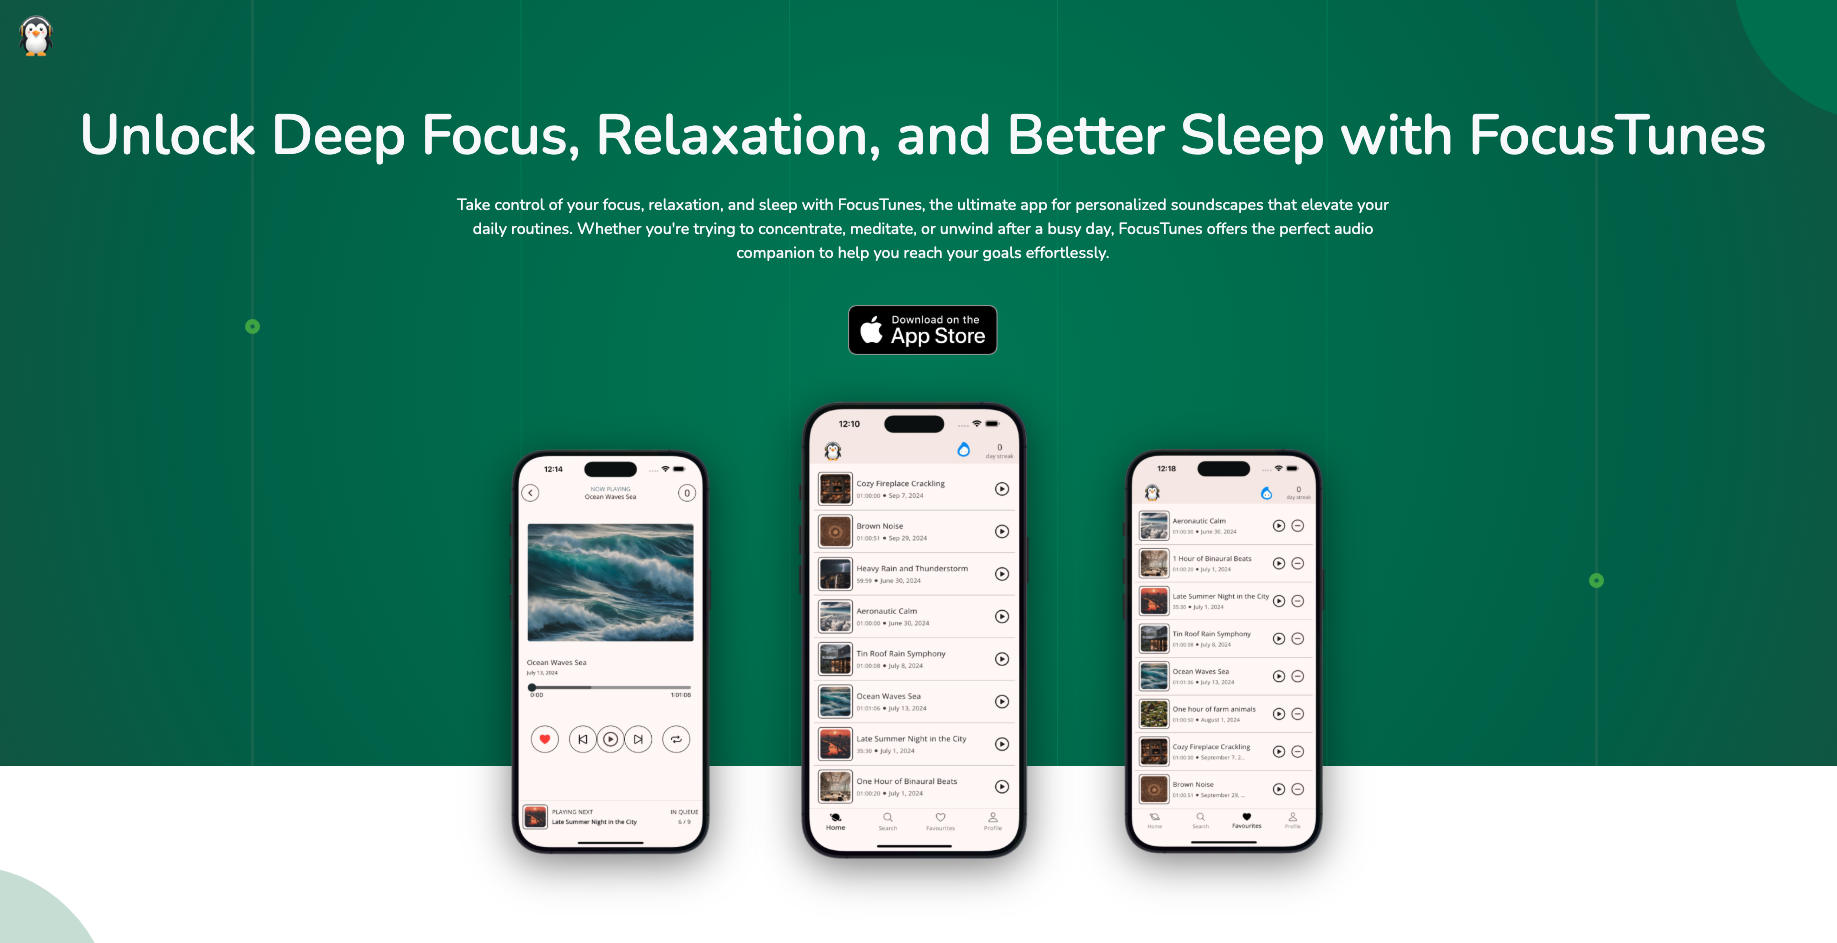 Unlock Deep Focus, Relaxation, and Better Sleep with FocusTunes
Take control of your focus, relaxation, and sleep with FocusTunes, the ultimate app for personalized soundscapes that elevate your
daily routines. Whether you're trying to concentrate, meditate, or unwind after a busy day, FocusTunes offers the perfect audio
companion to help you reach your goals effortlessly.
Download on the
App Store
12:14
NOW PLAYING
Ocean Waves Sea
0
Ocean Waves Sea
July 13, 2024
0:00 1:01:06
PLAYING NEXT IN QUEUE
Late Summer Night in the City 6 / 9
12:10
0
day streak
Cozy Fireplace Crackling
01:00:00 • Sep 7, 2024
Brown Noise
01:00:51 • Sep 29, 2024
Heavy Rain and Thunderstorm
59:59 • June 30, 2024
Aeronautic Calm
01:00:00 • June 30, 2024
Tin Roof Rain Symphony
01:00:08 • July 8, 2024
Ocean Waves Sea
01:01:06 • July 13, 2024
Late Summer Night in the City
35:30 • July 1, 2024
One Hour of Binaural Beats
01:00:20 • July 1, 2024
Home Search Favourites Profile
12:18
0
day streak
Aeronautic Calm
01:00:00 • June 30, 2024
1 Hour of Binaural Beats
01:00:20 • July 1, 2024
Late Summer Night in the City
35:30 • July 1, 2024
Tin Roof Rain Symphony
01:00:08 • July 8, 2024
Ocean Waves Sea
01:01:06 • July 13, 2024
One hour of farm animals
01:00:50 • August 1, 2024
Cozy Fireplace Crackling
01:00:00 • September 7, 2...
Brown Noise
01:00:51 • September 29, ...
Home Search Favourites Profile